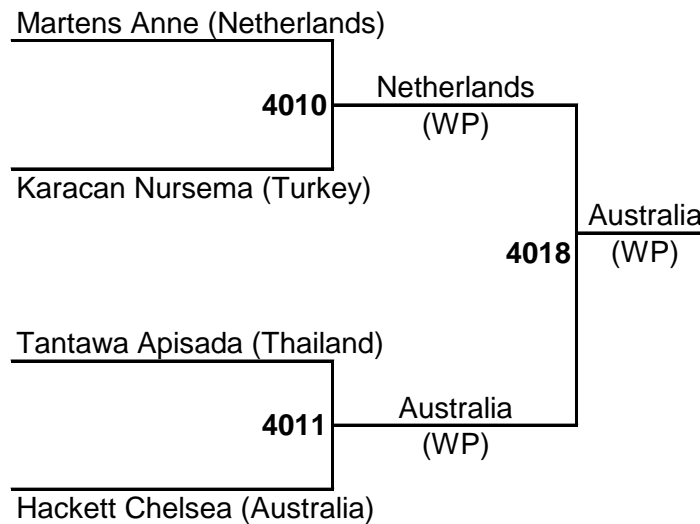 Martens Anne (Netherlands)
4010
Netherlands
(WP)
Karacan Nursema (Turkey)
4018
Australia
(WP)
Tantawa Apisada (Thailand)
4011
Australia
(WP)
Hackett Chelsea (Australia)